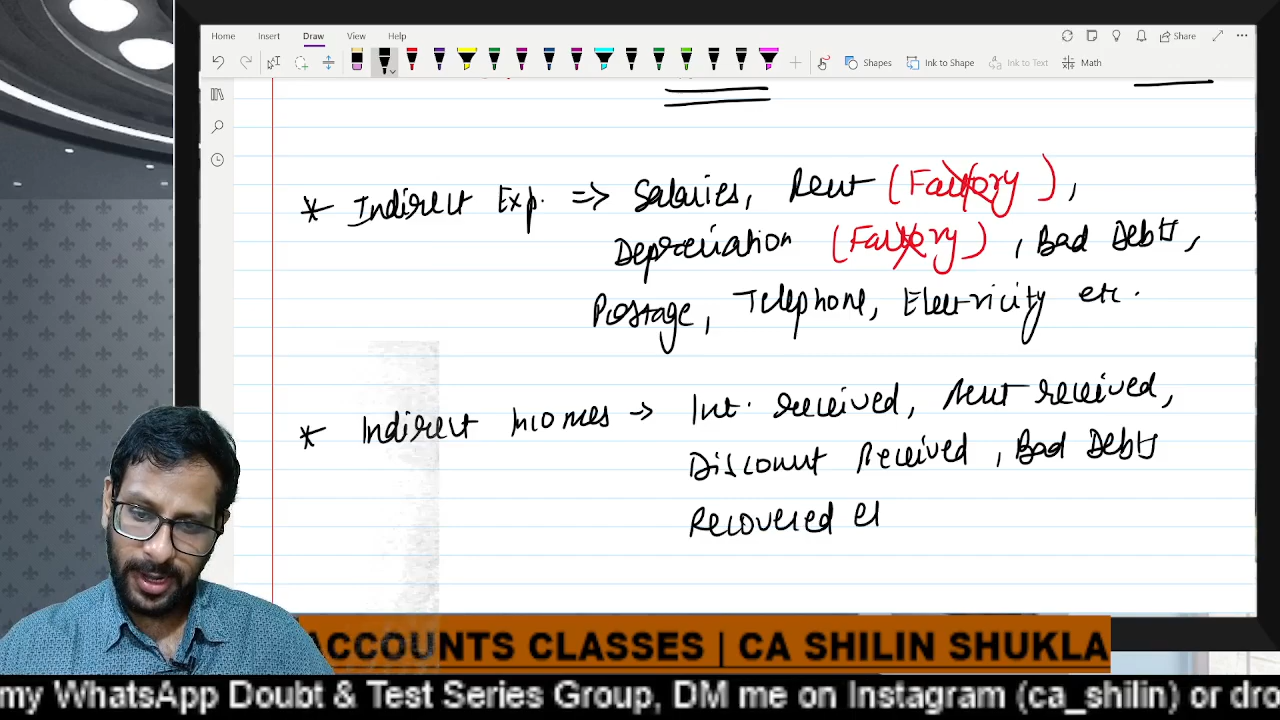 Home Insert Draw View Help
Share
Shapes Ink to Shape Ink to Text Math
* Indirect Exp. => Salaries, Rent (Factory),
Depreciation (Factory), Bad Debts,
Postage, Telephone, Electricity etc.
* Indirect Incomes → Int. received, Rent received,
Discount Received, Bad Debts
Recovered et
ACCOUNTS CLASSES | CA SHILIN SHUKLA
my WhatsApp Doubt & Test Series Group, DM me on Instagram (ca_shilin) or dro